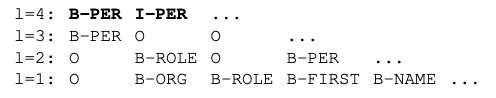 l=4: B-PER I-PER ...
l=3: B-PER O O ...
l=2: O B-ROLE O B-PER ...
l=1: O B-ORG B-ROLE B-FIRST B-NAME ...